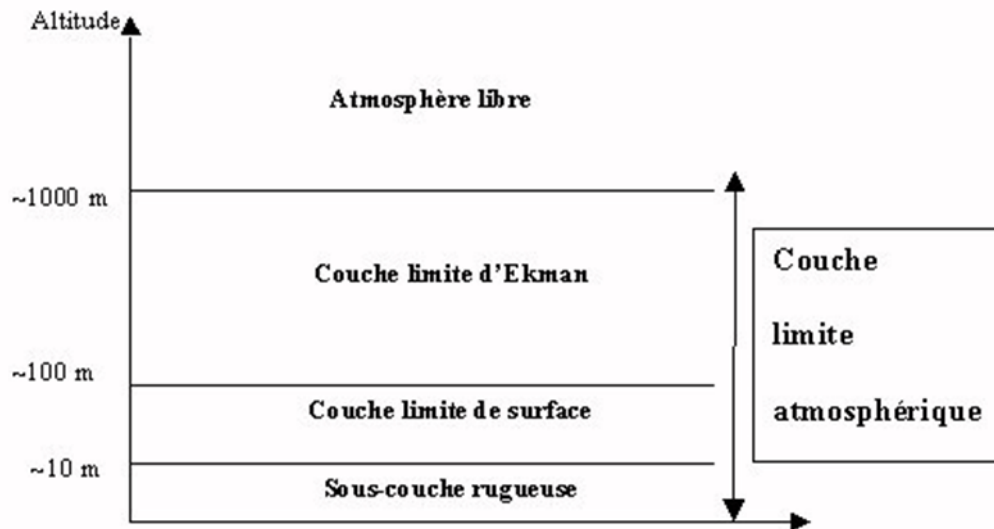 Altitude
Atmosphère libre
~1000 m
Couche limite d'Ekman
Couche
limite
atmosphérique
~100 m
Couche limite de surface
~10 m
Sous-couche rugueuse